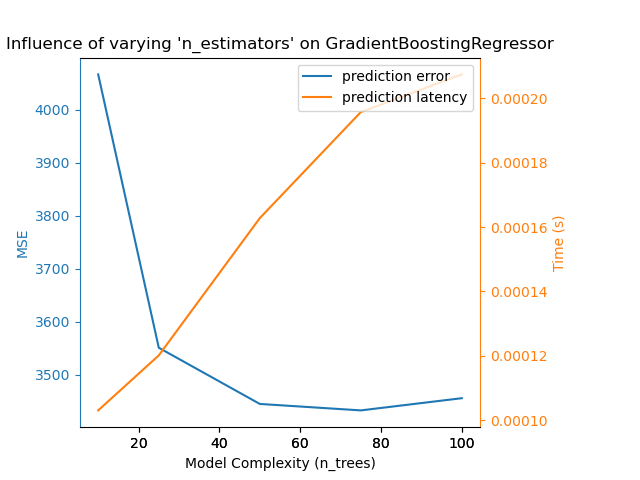 Influence of varying 'n_estimators' on GradientBoostingRegressor
prediction error
prediction latency
MSE
4000
3900
3800
3700
3600
3500
0.00020
0.00018
0.00016
0.00014
0.00012
0.00010
Time (s)
20 40 60 80 100
Model Complexity (n_trees)